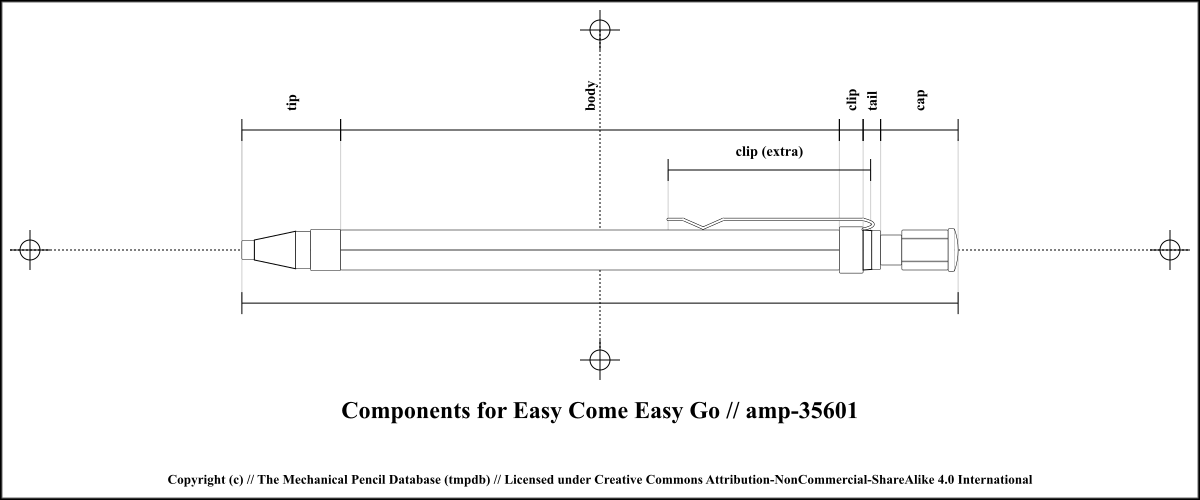 tip
body
clip
tail
cap
clip (extra)
Components for Easy Come Easy Go // amp-35601
Copyright (c) // The Mechanical Pencil Database (tmpdb) // Licensed under Creative Commons Attribution-NonCommercial-ShareAlike 4.0 International